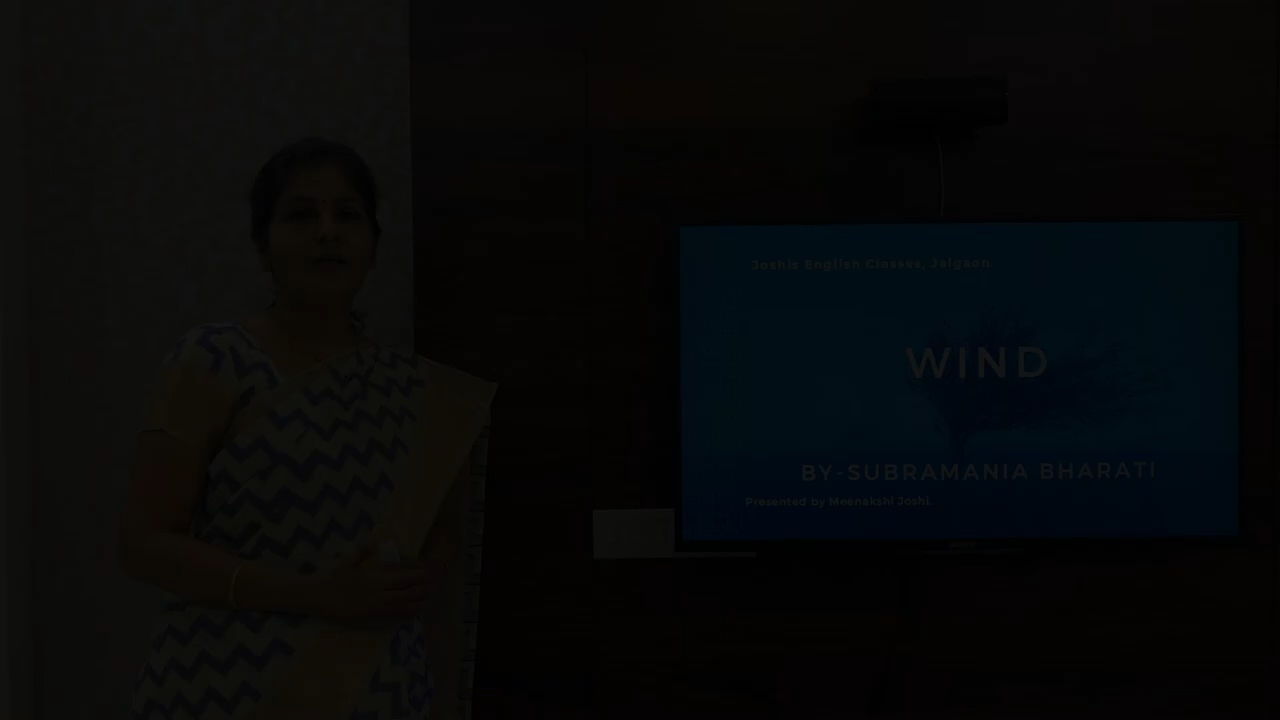 Joshis English Classes, Jalgaon
WIND
BY-SUBRAMANIA BHARATI
Presented by Meenakshi Joshi.